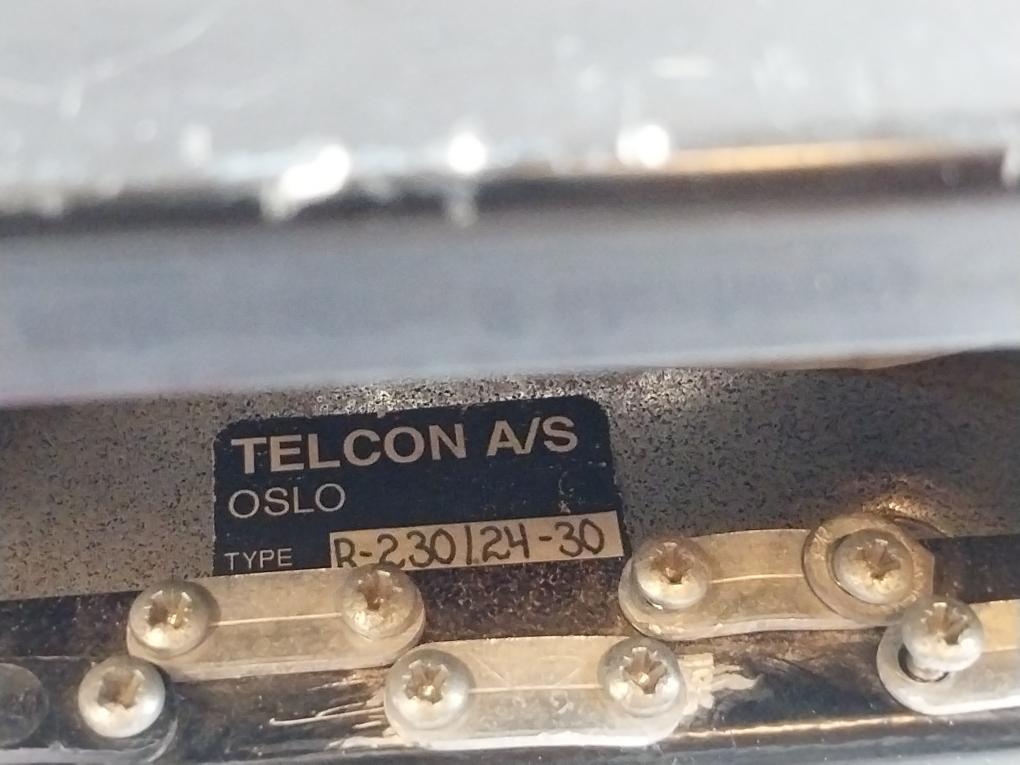 TELCON A/S
OSLO
TYPE R-230/24-30